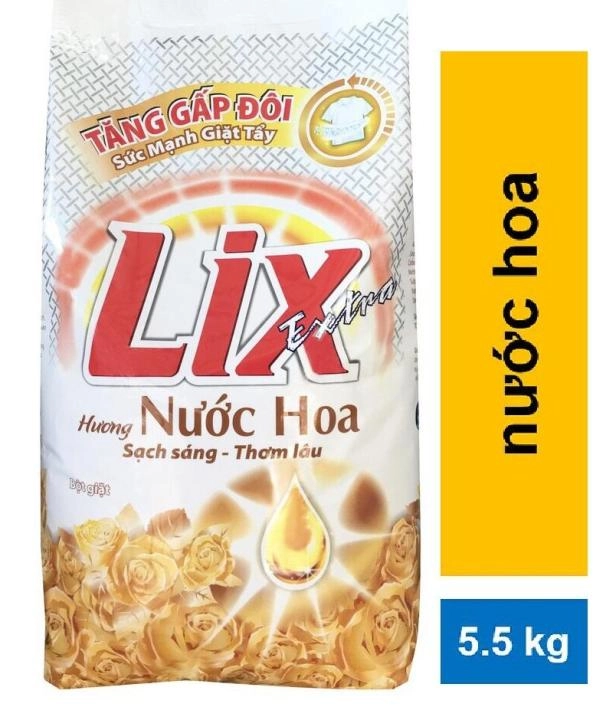 TĂNG GẤP ĐÔI
Sức Mạnh Giặt Tẩy
Lix
Extra
Hương Nước Hoa
Sạch sáng - Thơm lâu
Bột giặt
nước hoa
5.5 kg